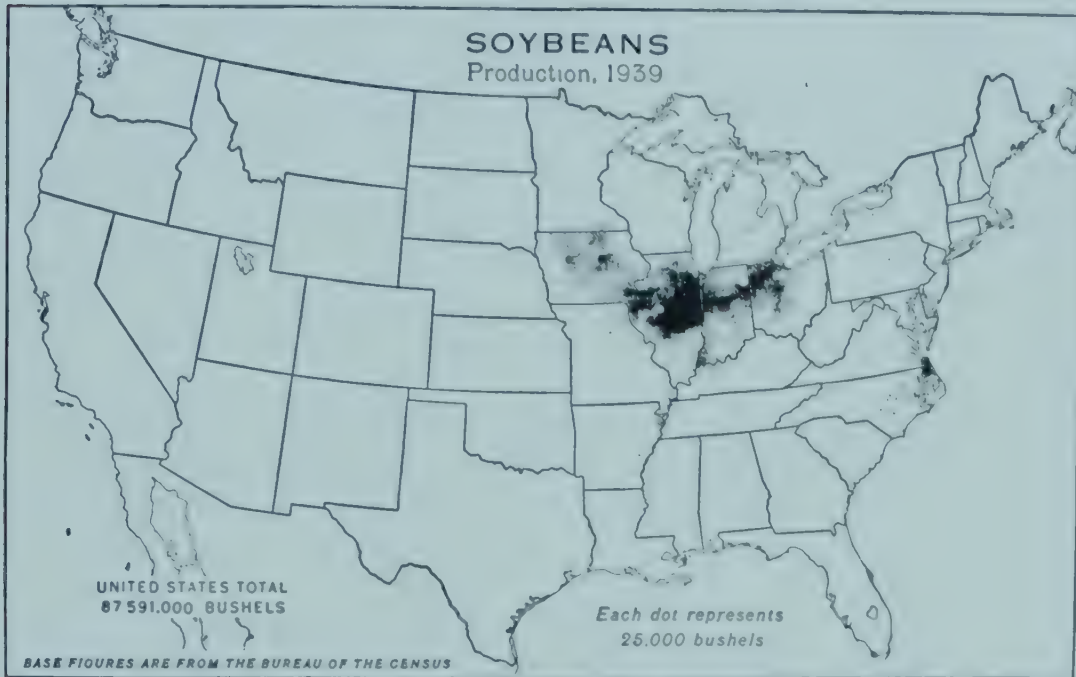 SOYBEANS
Production, 1939
UNITED STATES TOTAL
87 591.000 BUSHELS
Each dot represents
25.000 bushels
BASE FIGURES ARE FROM THE BUREAU OF THE CENSUS